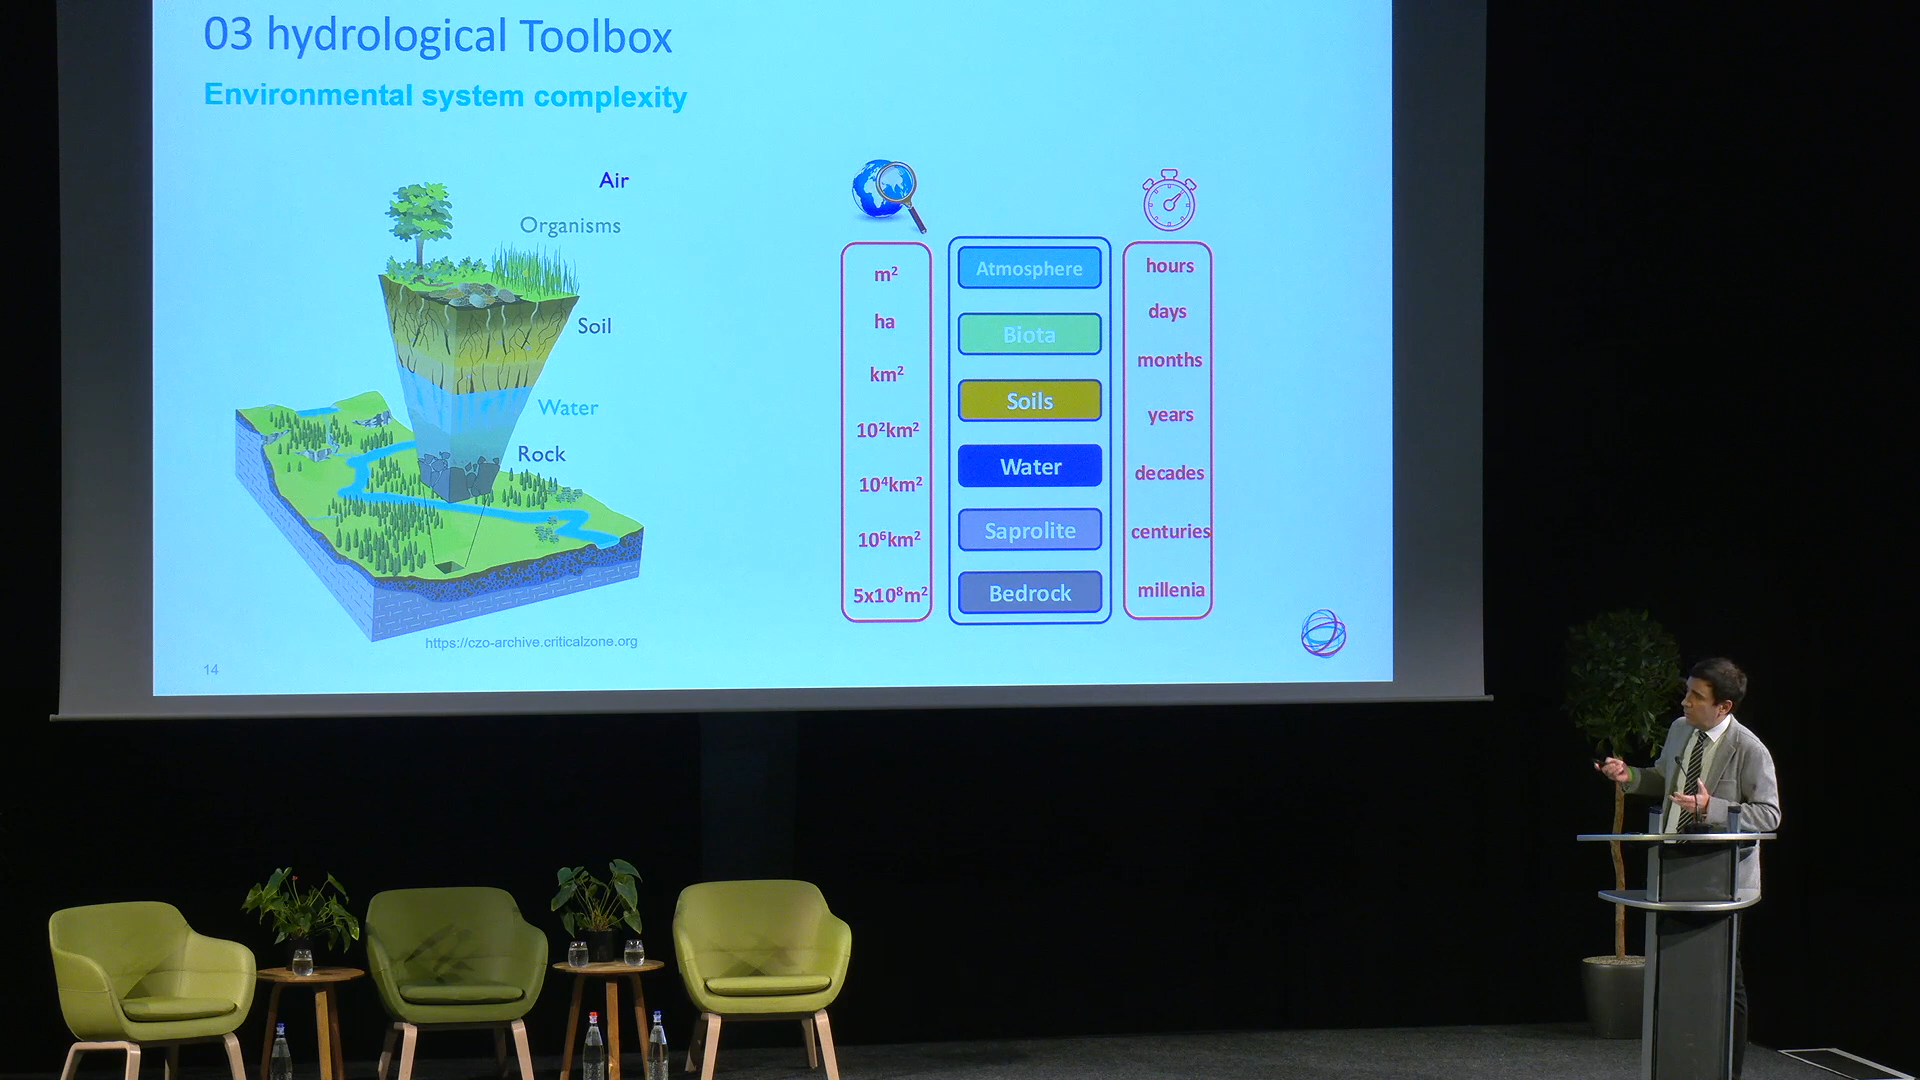 03 hydrological Toolbox
Environmental system complexity
Air
Organisms
Soil
Water
Rock
https://czo-archive.criticalzone.org
14
m²
ha
km²
10²km²
10⁴km²
10⁶km²
5x10⁸m²
Atmosphere
Biota
Soils
Water
Saprolite
Bedrock
hours
days
months
years
decades
centuries
millenia